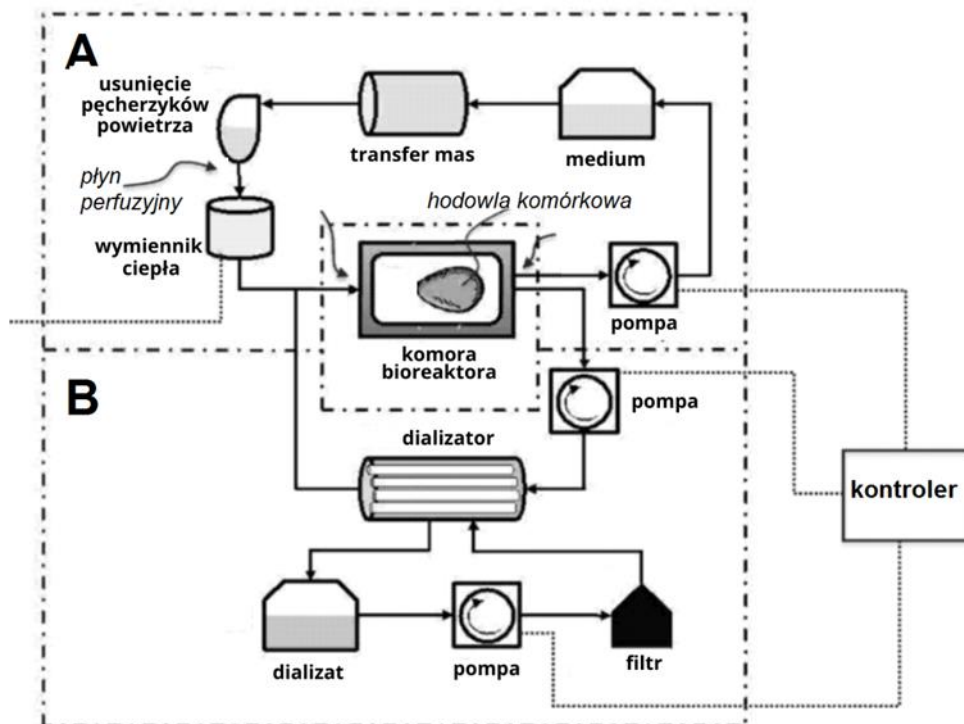 A
usunięcie
pęcherzyków
powietrza
transfer mas
medium
płyn
perfuzyjny
hodowla komórkowa
wymiennik
ciepła
pompa
komora
bioreaktora
B
pompa
dializator
kontroler
dializat
pompa
filtr